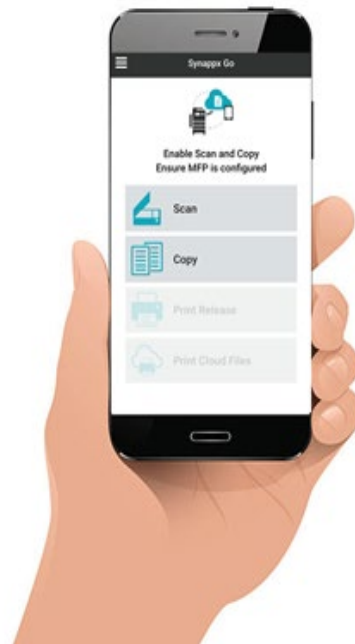 Synappx Go
Enable Scan and Copy
Ensure MFP is configured
Scan
Copy
Print Release
Print Cloud Files